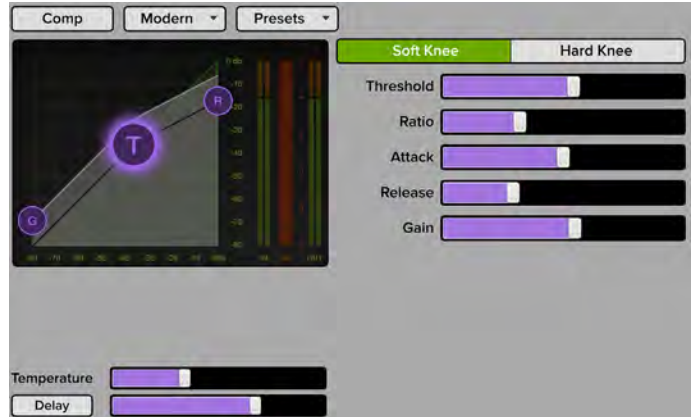 Comp Modern Presets
Soft Knee Hard Knee
Threshold
Ratio
Attack
Release
Gain
T
R
G
Temperature
Delay